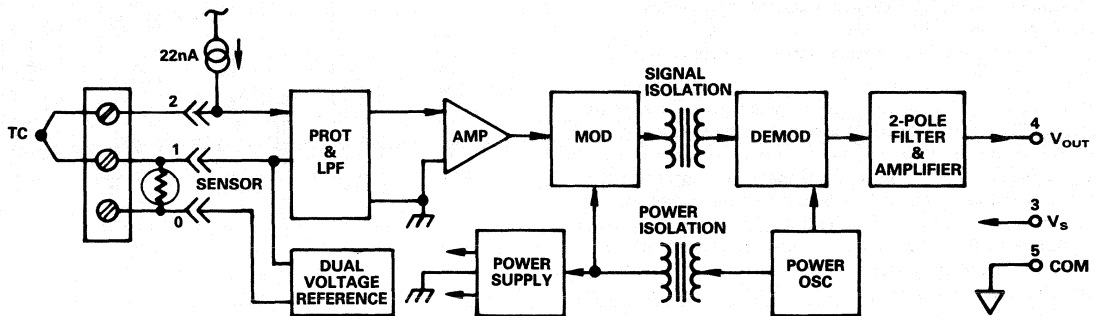 22nA
TC
2
1
SENSOR
0
PROT
&
LPF
AMP
MOD
SIGNAL
ISOLATION
DEMOD
2-POLE
FILTER
&
AMPLIFIER
4
VOUT
3
VS
5
COM
DUAL
VOLTAGE
REFERENCE
POWER
SUPPLY
POWER
ISOLATION
POWER
OSC